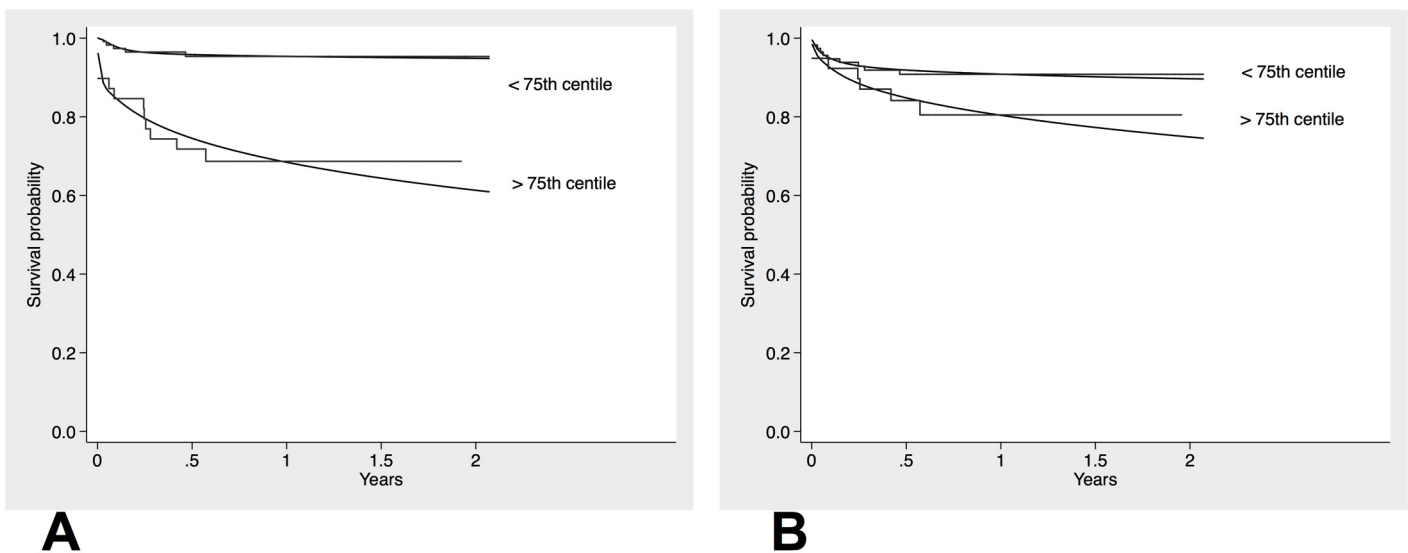 1.0
0.8
0.6
0.4
0.2
0.0
Survival probability
< 75th centile
> 75th centile
0 .5 1 1.5 2
Years
A
1.0
0.8
0.6
0.4
0.2
0.0
Survival probability
< 75th centile
> 75th centile
0 .5 1 1.5 2
Years
B